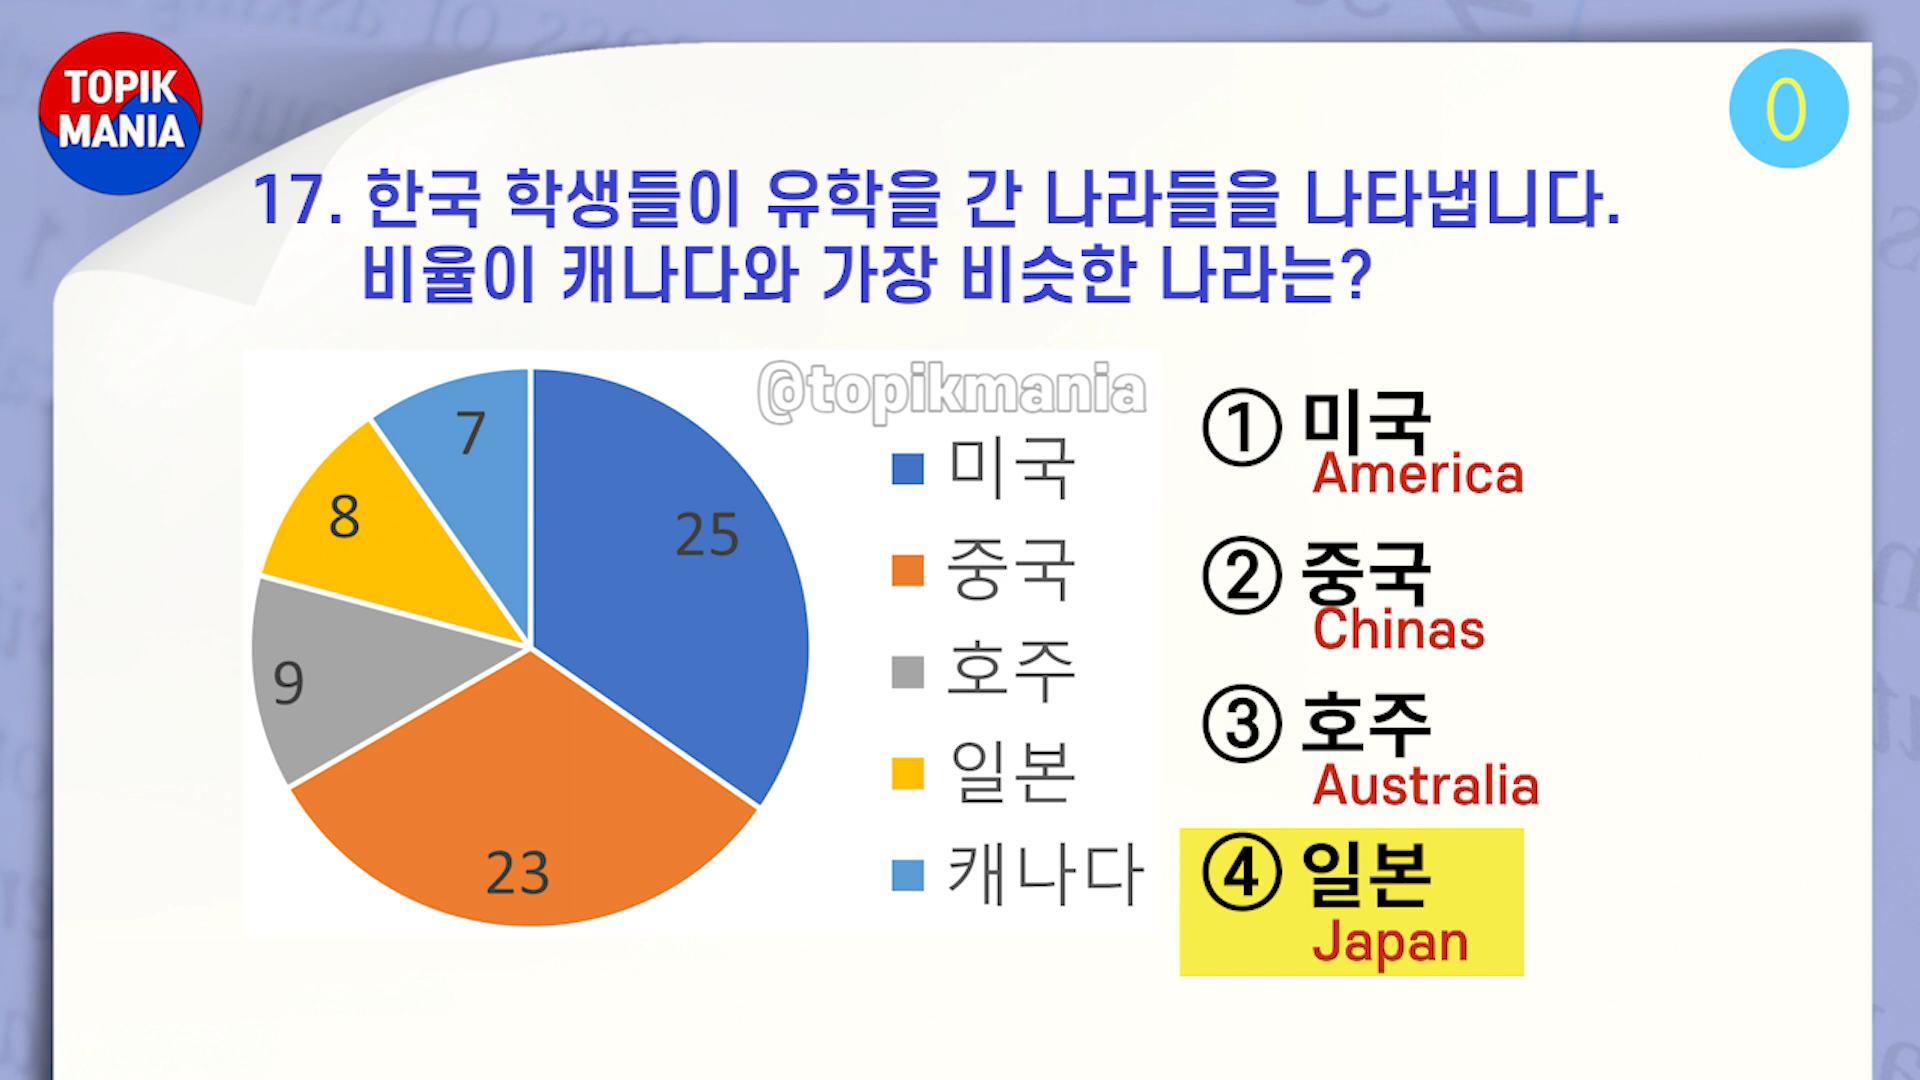 TOPIK
MANIA
0
17. 한국 학생들이 유학을 간 나라들을 나타냅니다.
비율이 캐나다와 가장 비슷한 나라는?
@topikmania
7
25
8
9
23
미국
중국
호주
일본
캐나다
① 미국
America
② 중국
Chinas
③ 호주
Australia
④ 일본
Japan